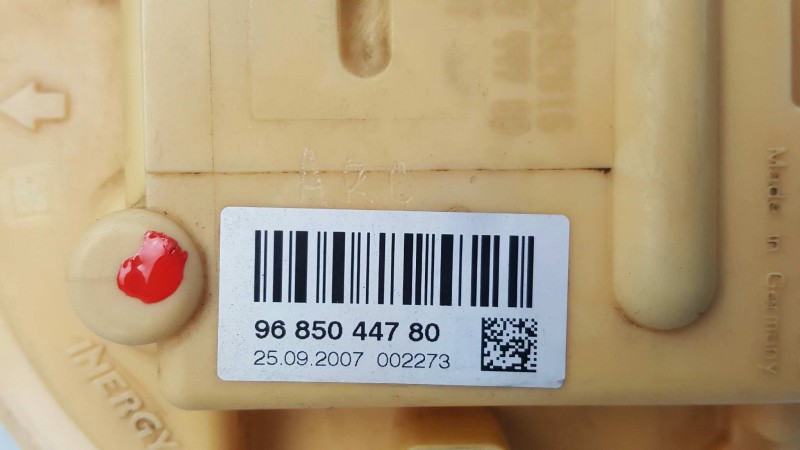 96 850 447 80
25.09.2007 002273
INERGY
Made in Germany